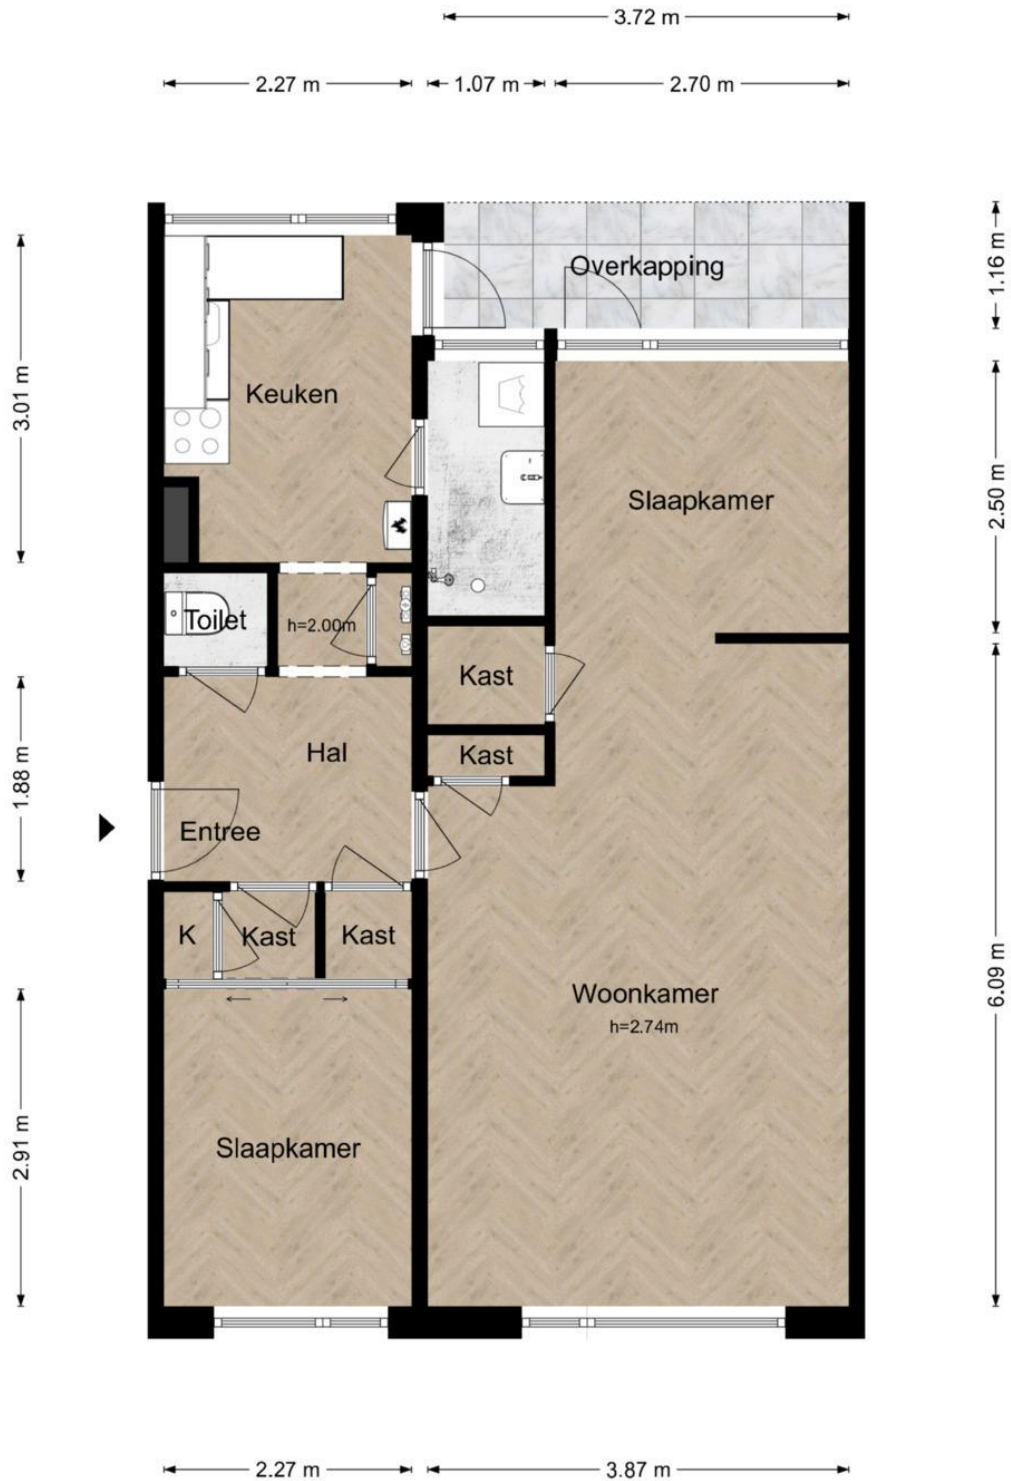 3.72 m
2.27 m
1.07 m
2.70 m
1.16 m
Overkapping
3.01 m
Keuken
2.50 m
Slaapkamer
Toilet
h=2.00m
Kast
1.88 m
Hal
Kast
Entree
K
Kast
Kast
6.09 m
Woonkamer
h=2.74m
2.91 m
Slaapkamer
2.27 m
3.87 m